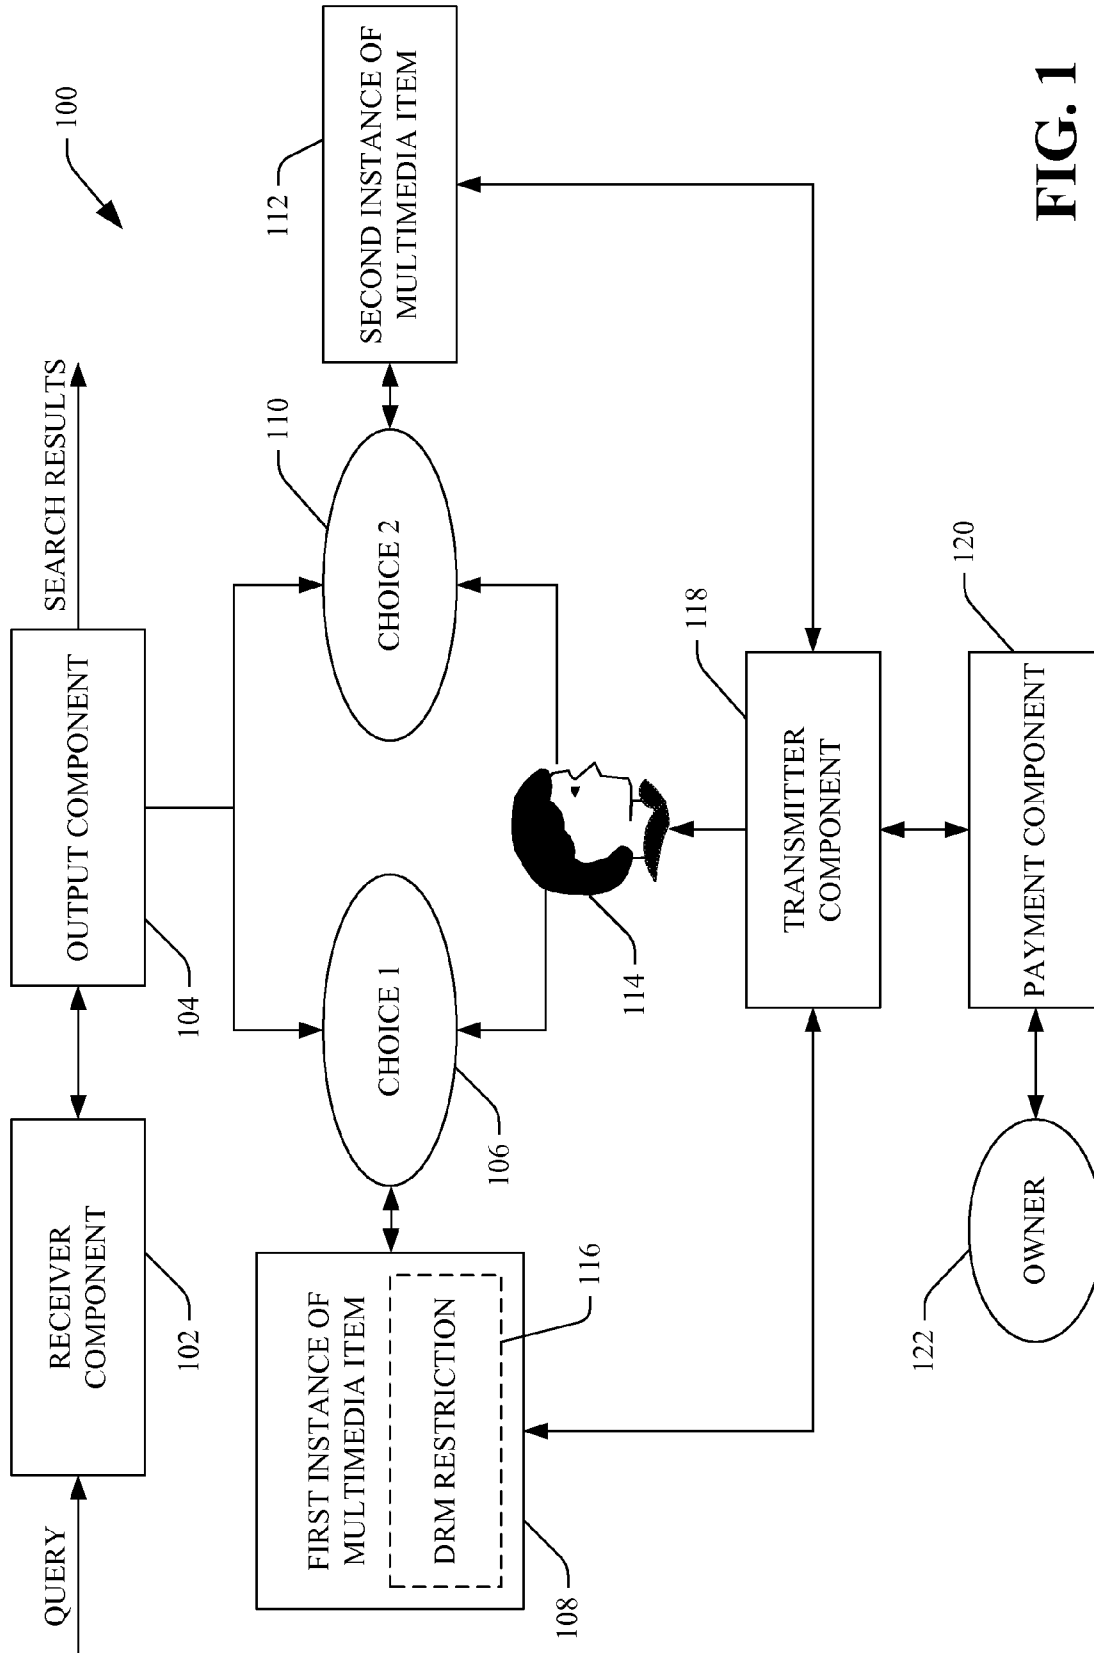 100
QUERY
RECEIVER
COMPONENT
102
OUTPUT COMPONENT
104
SEARCH RESULTS
FIRST INSTANCE OF
MULTIMEDIA ITEM
DRM RESTRICTION
108
116
CHOICE 1
106
CHOICE 2
110
SECOND INSTANCE OF
MULTIMEDIA ITEM
112
114
TRANSMITTER
COMPONENT
118
OWNER
122
PAYMENT COMPONENT
120
FIG. 1